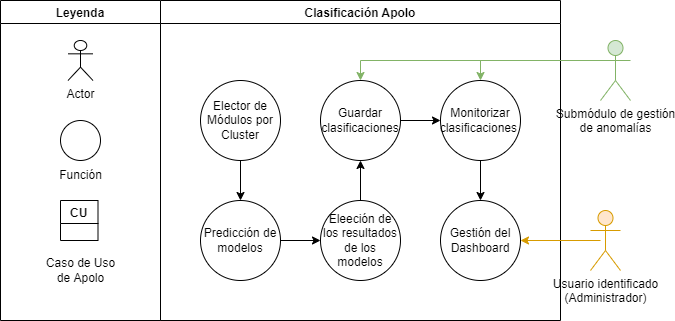 Leyenda
Clasificación Apolo
Actor
Función
CU
Caso de Uso
de Apolo
Elector de
Módulos por
Cluster
Guardar
clasificaciones
Monitorizar
clasificaciones
Predicción de
modelos
Eleección de
los resultados
de los
modelos
Gestión del
Dashboard
Submódulo de gestión
de anomalías
Usuario identificado
(Administrador)